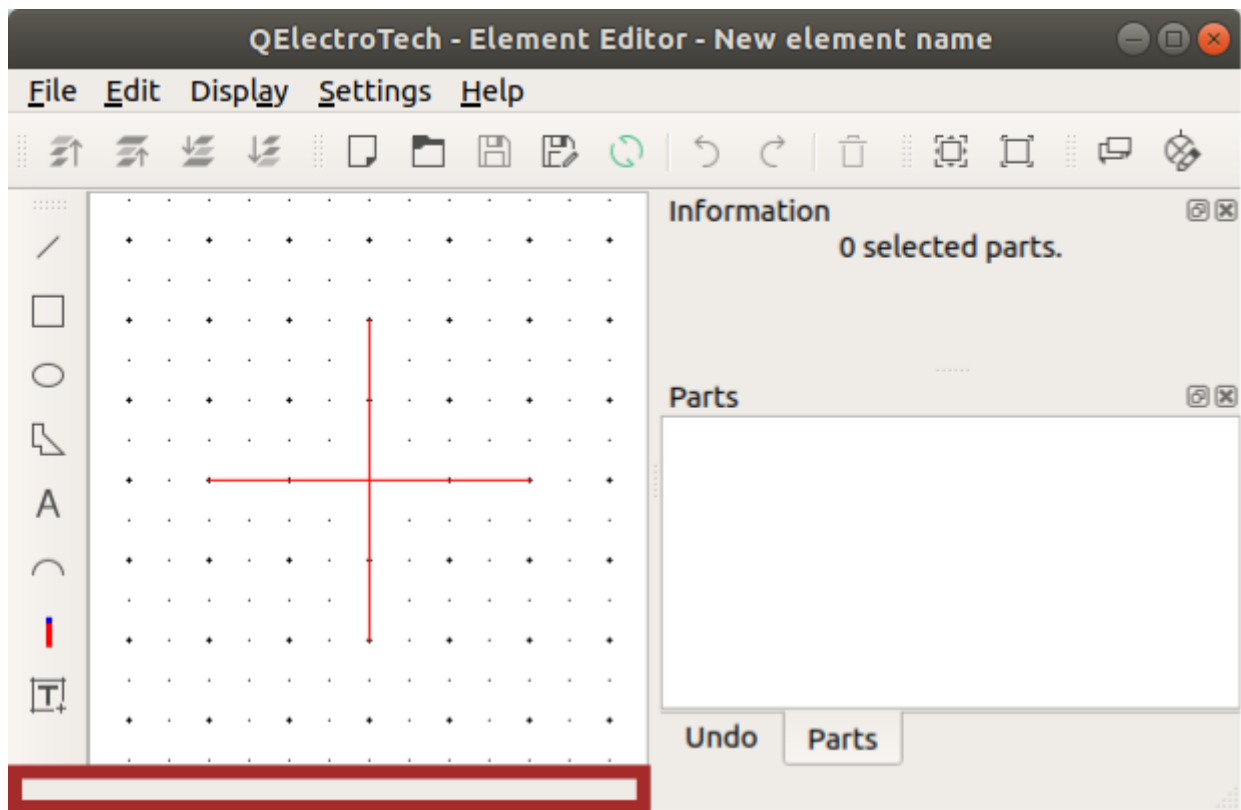 QElectroTech - Element Editor - New element name
File Edit Display Settings Help
Information
0 selected parts.
Parts
A
T
Undo Parts